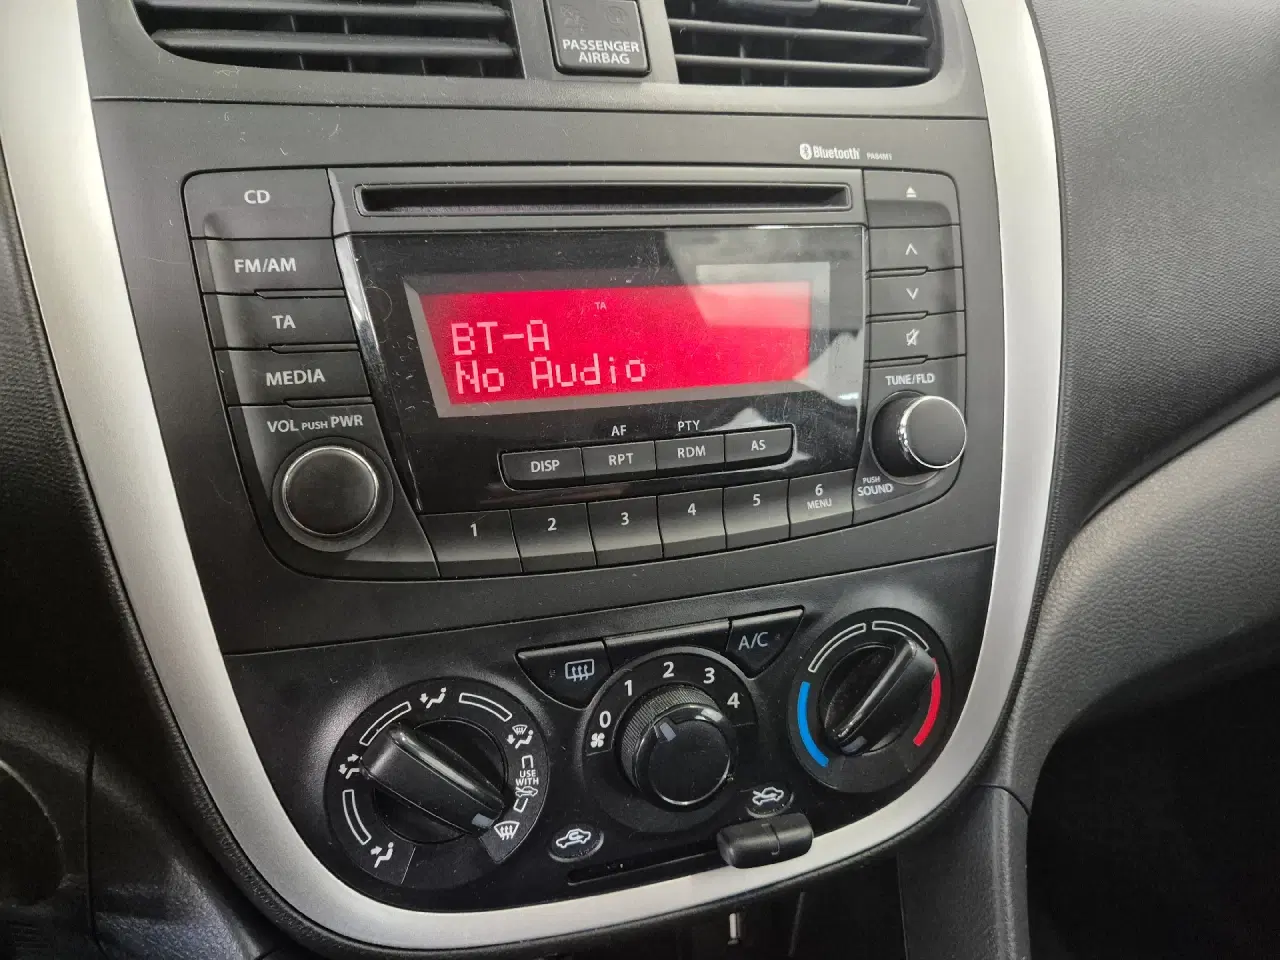 PASSENGER
AIRBAG
Bluetooth PA84M1
CD
FM/AM
TA
MEDIA
VOL PUSH PWR
TA
BT-A
No Audio
AF PTY
DISP RPT RDM AS
1 2 3 4 5 6
MENU
TUNE/FLD
PUSH
SOUND
A/C
0 1 2 3 4
USE
WITH